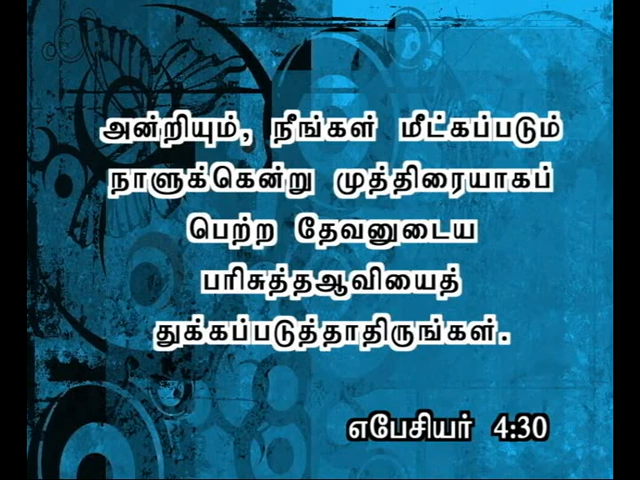 அன்றியும், நீங்கள் மீட்கப்படும்
நாளுக்கென்று முத்திரையாகப்
பெற்ற தேவனுடைய
பரிசுத்தஆவியைத்
துக்கப்படுத்தாதிருங்கள்.
எபேசியர் 4:30